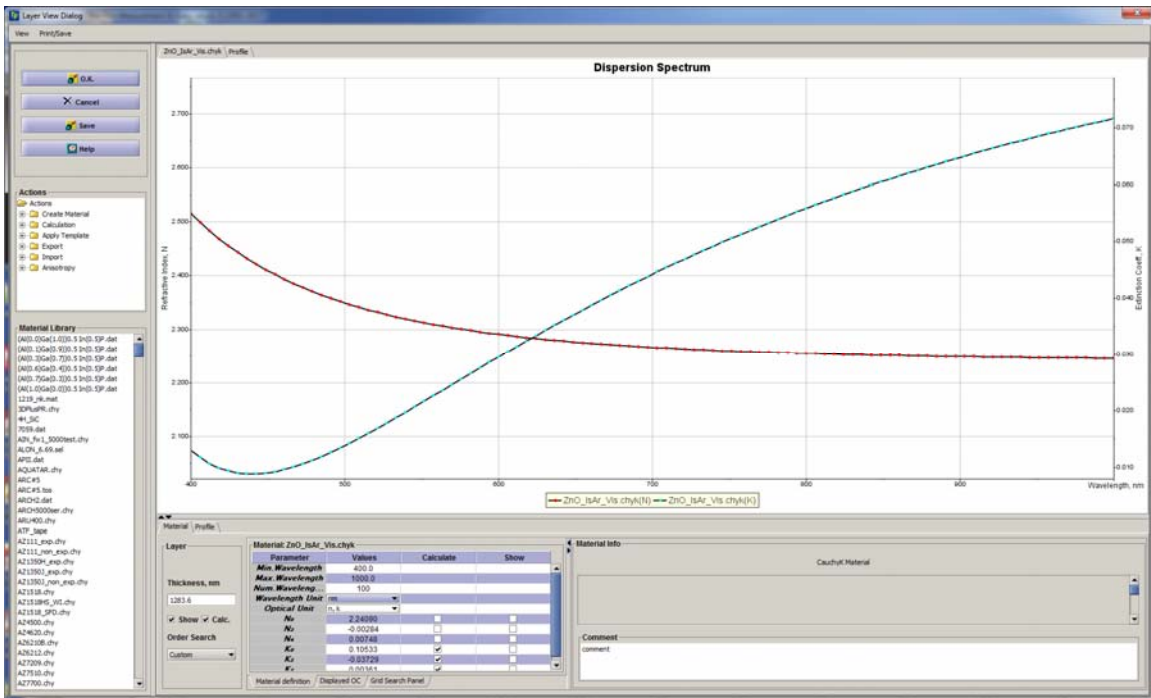 Layer View Dialog
View Print/Save
O.K.
Cancel
Save
Help
Actions
Actions
Create Material
Calculation
Apply Template
Export
Import
Anisotropy
Material Library
(Al(0.0)Ga(1.0))0.5 In(0.5)P.dat
(Al(0.1)Ga(0.9))0.5 In(0.5)P.dat
(Al(0.3)Ga(0.7))0.5 In(0.5)P.dat
(Al(0.6)Ga(0.4))0.5 In(0.5)P.dat
(Al(0.7)Ga(0.3))0.5 In(0.5)P.dat
(Al(1.0)Ga(0.0))0.5 In(0.5)P.dat
1219_nk.mat
3DPlusPR.chy
4H_SiC
7059.dat
AlN_fix1_5000test.chy
ALON_6.69.sel
APII.dat
AQUATAR.chy
ARC#5
ARC#5.tos
ARCH2.dat
ARCH5000ser.chy
ARU400.chy
ATF_tape
AZ111_exp.chy
AZ111_non_exp.chy
AZ1350H_exp.chy
AZ1350J_exp.chy
AZ1350J_non_exp.chy
AZ1518.chy
AZ1518HS_WI.chy
AZ1518_SFD.chy
AZ4500.chy
AZ4620.chy
AZ6210B.chy
AZ6212.chy
AZ7209.chy
AZ7510.chy
AZ7700.chy
ZnO_IsAr_Vis.chyk Profile
Dispersion Spectrum
Refractive Index, N
2.700
2.600
2.500
2.400
2.300
2.200
2.100
0.070
0.060
0.050
0.040
0.030
0.020
0.010
Extinction Coeff., K
400 500 600 700 800 900
Wavelength, nm
ZnO_IsAr_Vis.chyk(N) ZnO_IsAr_Vis.chyk(K)
Material Profile
Layer
Thickness, nm
1283.6
Show Calc.
Order Search
Custom
Material: ZnO_IsAr_Vis.chyk
Parameter Values Calculate Show
Min.Wavelength 400.0
Max.Wavelength 1000.0
Num.Waveleng... 100
Wavelength Unit nm
Optical Unit n, k
N₀ 2.24080
N₂ -0.00284
N₄ 0.00748
K₀ 0.10533
K₂ -0.03729
0.00361
Material definition Displayed OC Grid Search Panel
Material Info
CauchyK Material
Comment
comment